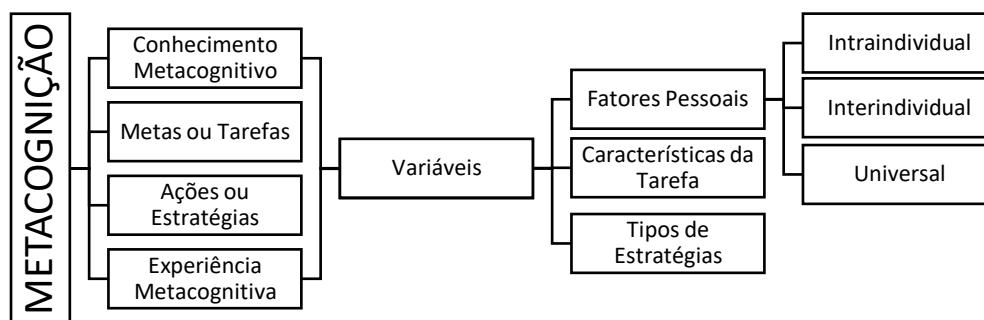 METACOGNIÇÃO
Conhecimento
Metacognitivo
Metas ou Tarefas
Ações ou
Estratégias
Experiência
Metacognitiva
Variáveis
Fatores Pessoais
Características da
Tarefa
Tipos de
Estratégias
Intraindividual
Interindividual
Universal